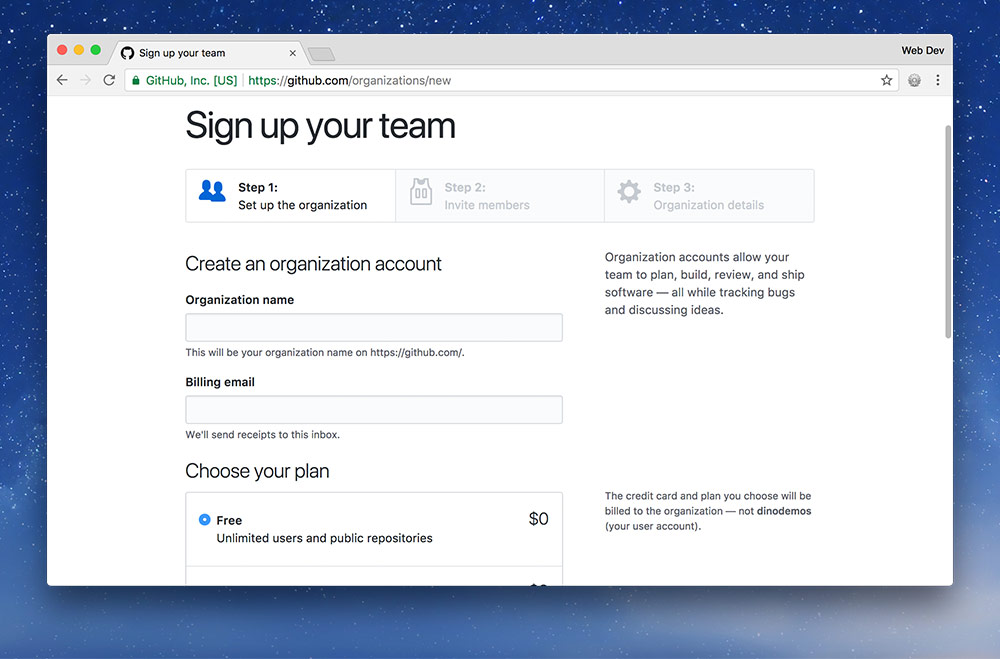 Sign up your team
Web Dev
GitHub, Inc. [US]
https://github.com/organizations/new
Sign up your team
Step 1:
Set up the organization
Step 2:
Invite members
Step 3:
Organization details
Create an organization account
Organization name
This will be your organization name on https://github.com/.
Billing email
We'll send receipts to this inbox.
Organization accounts allow your
team to plan, build, review, and ship
software — all while tracking bugs
and discussing ideas.
Choose your plan
Free
$0
Unlimited users and public repositories
The credit card and plan you choose will be
billed to the organization — not dinodemos
(your user account).